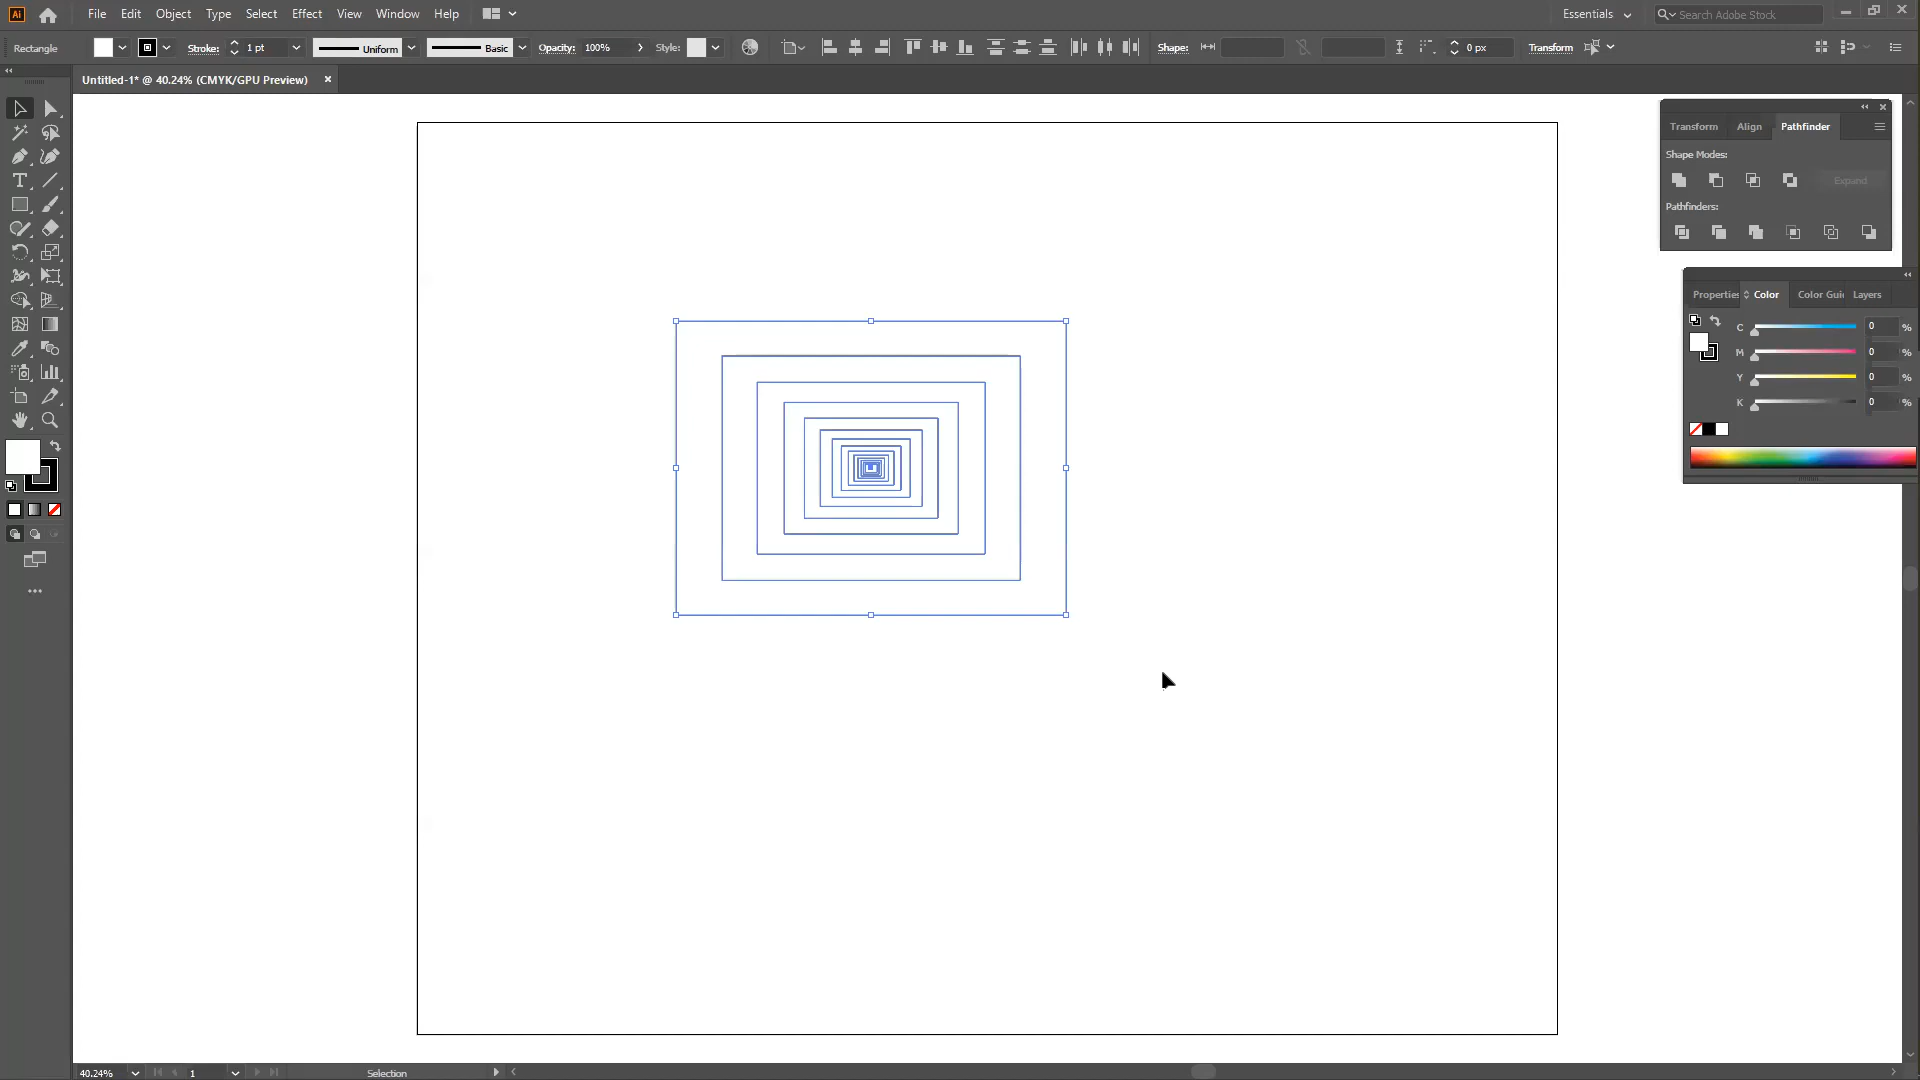 Ai File Edit Object Type Select Effect View Window Help Essentials Search Adobe Stock
Rectangle Stroke: 1 pt Uniform Basic Opacity: 100% Style: Shape: 0 px Transform
Untitled-1* @ 40.24% (CMYK/GPU Preview) ×
Transform Align Pathfinder
Shape Modes:
Expand
Pathfinders:
Properties Color Color Gui Layers
C 0 %
M 0 %
Y 0 %
K 0 %
40.24% 1 Selection